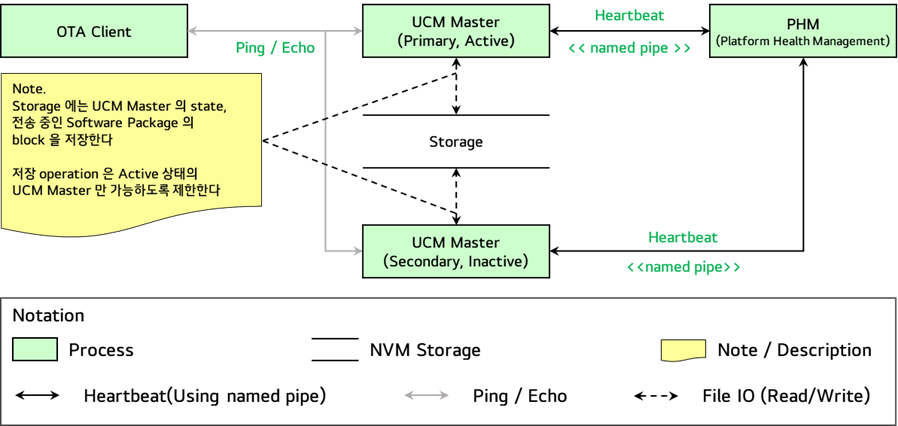 OTA Client
Ping / Echo
UCM Master
(Primary, Active)
Heartbeat
<< named pipe >>
PHM
(Platform Health Management)
Note.
Storage 에는 UCM Master 의 state,
전송 중인 Software Package 의
block 을 저장한다
저장 operation 은 Active 상태의
UCM Master 만 가능하도록 제한한다
Storage
UCM Master
(Secondary, Inactive)
Heartbeat
<<named pipe>>
Notation
Process
NVM Storage
Note / Description
Heartbeat(Using named pipe)
Ping / Echo
File IO (Read/Write)